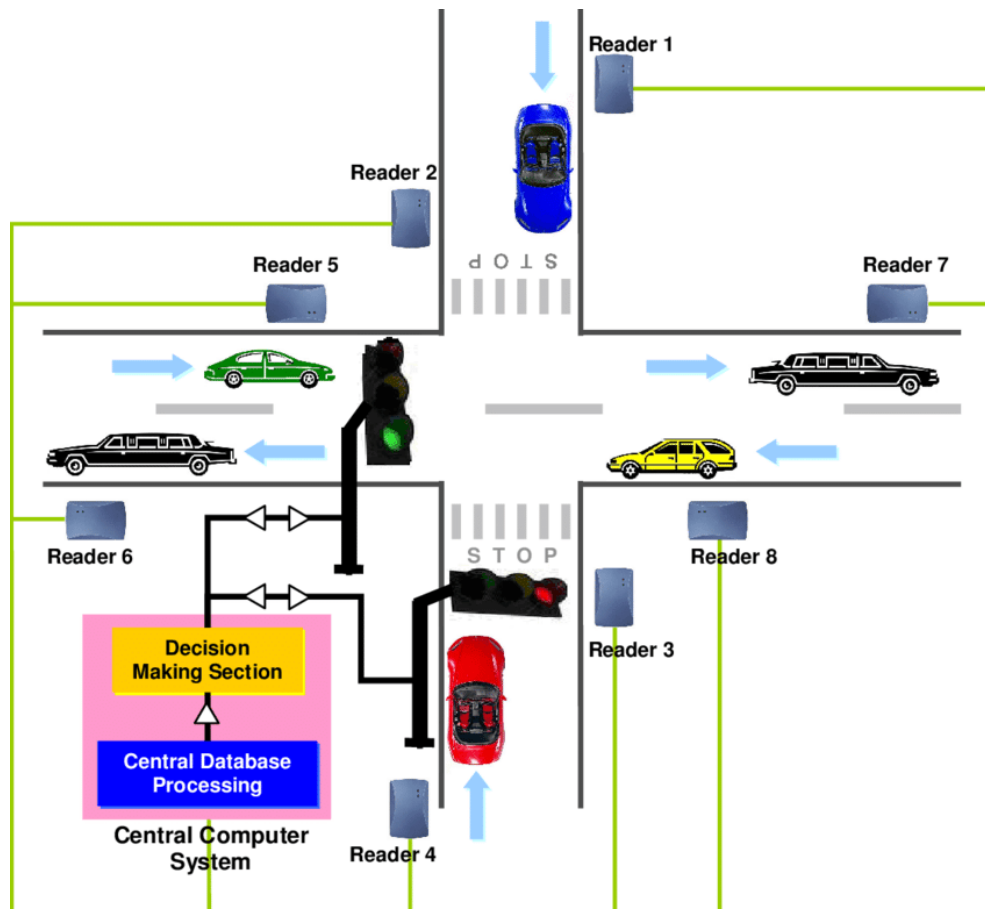 Reader 1
Reader 2
Reader 5
Reader 7
STOP
Reader 6
STOP
Reader 8
Reader 3
Decision
Making Section
Central Database
Processing
Central Computer
System
Reader 4